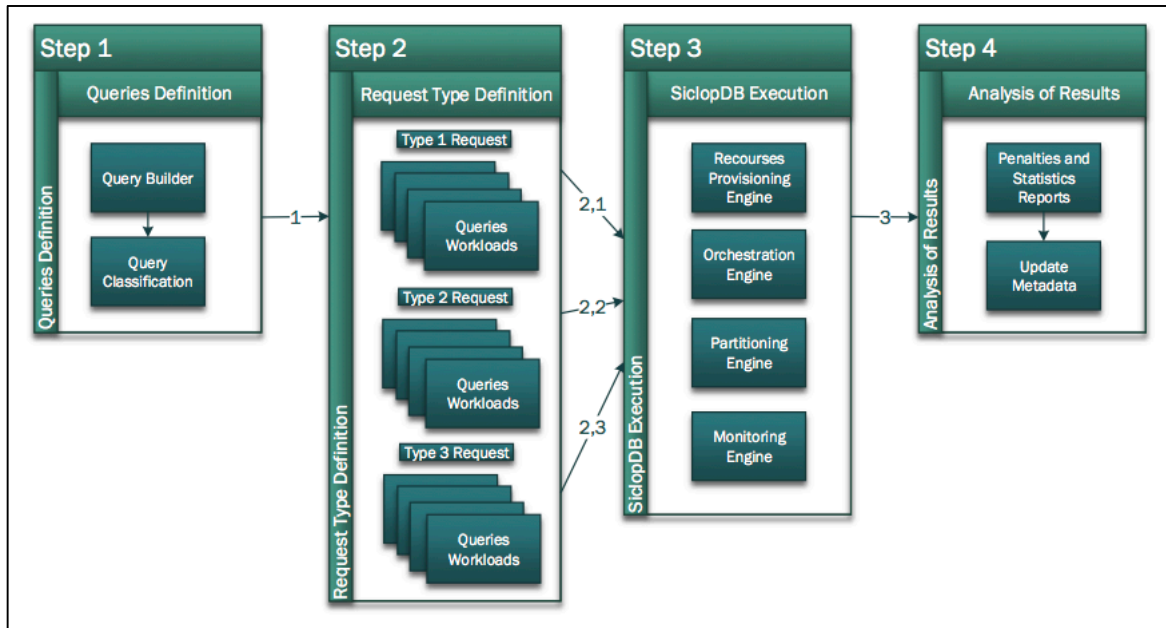 Step 1
Queries Definition
Queries Definition
Query Builder
Query
Classification
1
Step 2
Request Type Definition
Request Type Definition
Type 1 Request
Queries
Workloads
Type 2 Request
Queries
Workloads
Type 3 Request
Queries
Workloads
2,1
2,2
2,3
Step 3
SiclopDB Execution
SiclopDB Execution
Recourses
Provisioning
Engine
Orchestration
Engine
Partitioning
Engine
Monitoring
Engine
3
Step 4
Analysis of Results
Analysis of Results
Penalties and
Statistics
Reports
Update
Metadata